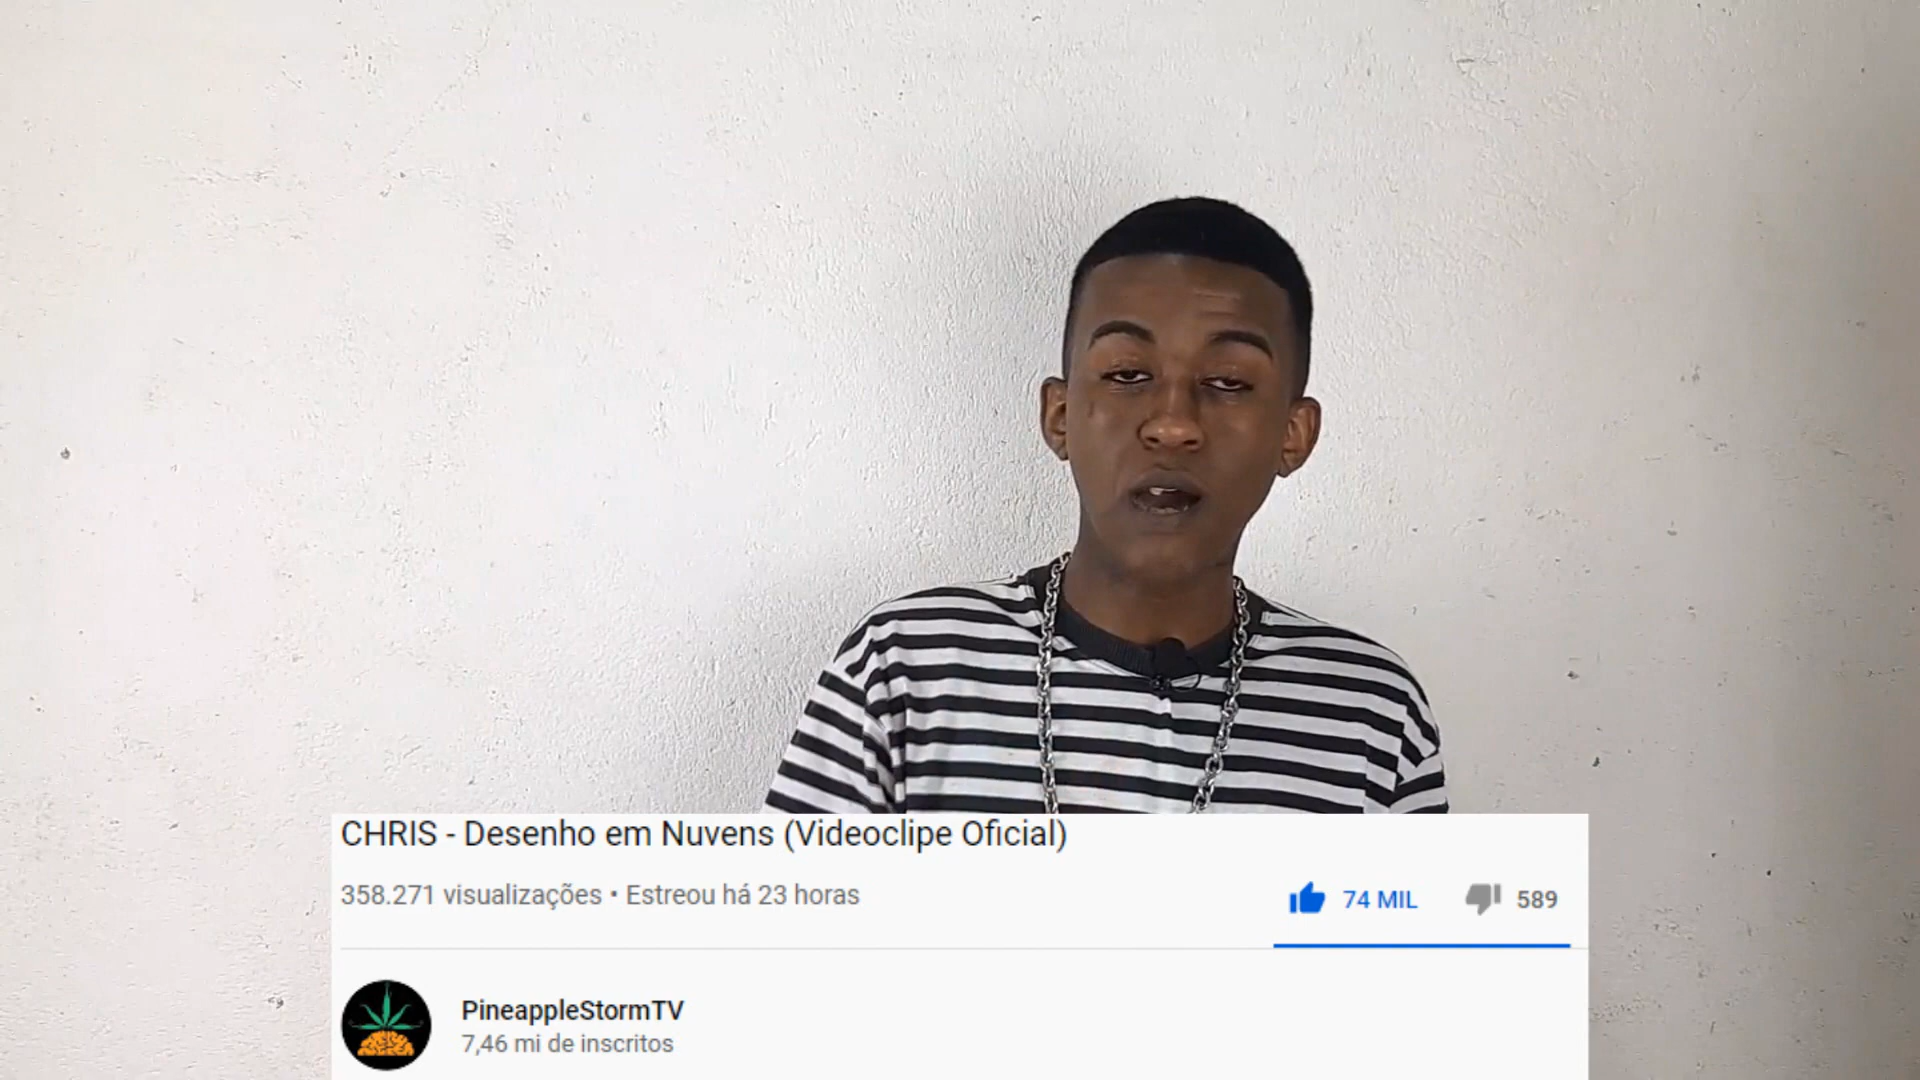 CHRIS - Desenho em Nuvens (Videoclipe Oficial)
358.271 visualizações • Estreou há 23 horas
74 MIL
589
PineappleStormTV
7,46 mi de inscritos